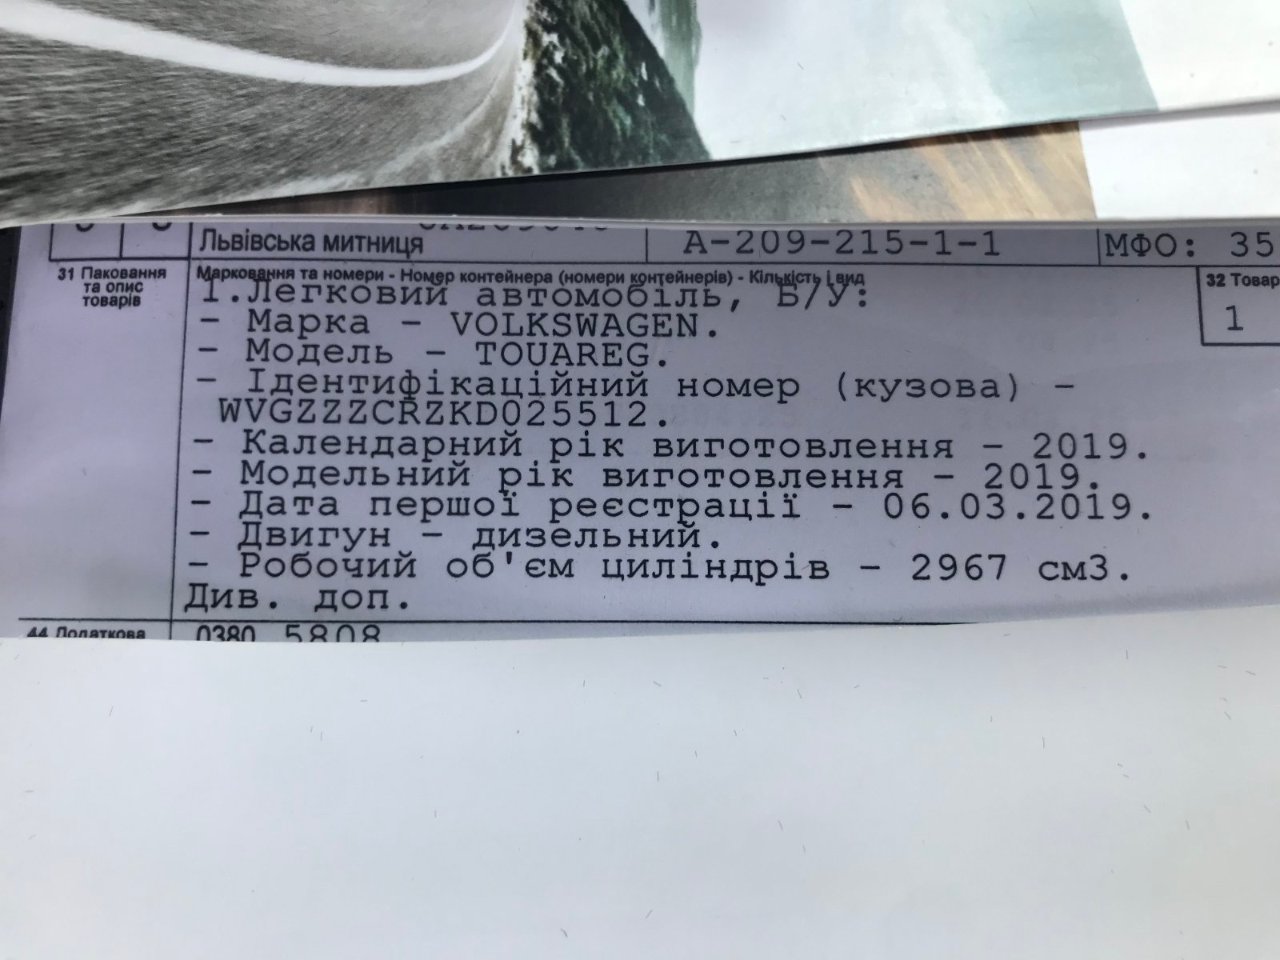 Львівська митниця
А-209-215-1-1
МФО: 35
31 Паковання та опис товарів
Марковання та номери - Номер контейнера (номери контейнерів) - Кількість і вид
32 Товар
1
1.Легковий автомобіль, Б/У:
- Марка - VOLKSWAGEN.
- Модель - TOUAREG.
- Ідентифікаційний номер (кузова) -
WVGZZZCRZKD025512.
- Календарний рік виготовлення - 2019.
- Модельний рік виготовлення - 2019.
- Дата першої реєстрації - 06.03.2019.
- Двигун - дизельний.
- Робочий об'єм циліндрів - 2967 см3.
Див. доп.
44 Додаткова
0380 5808